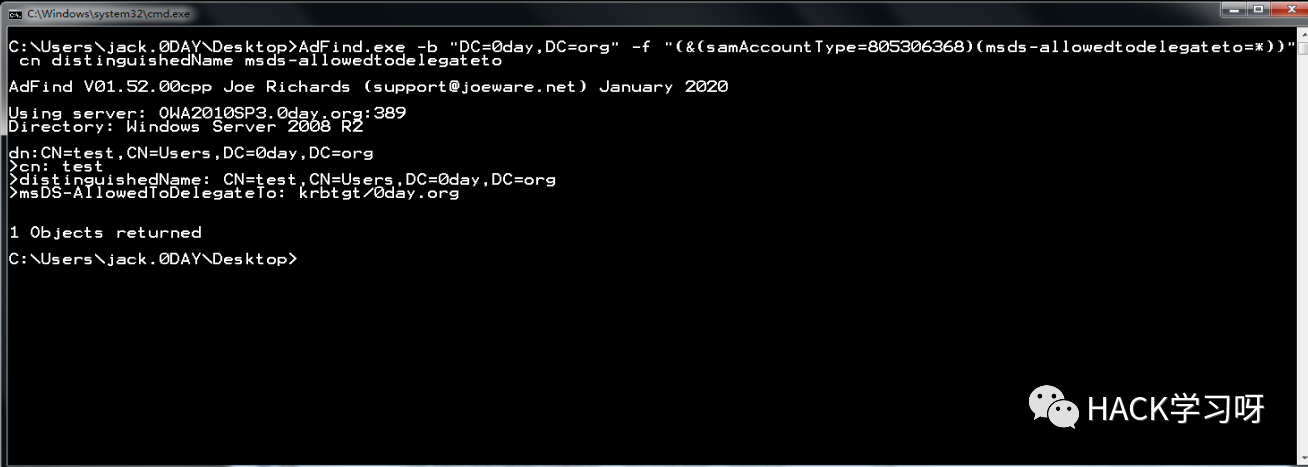 C:\Windows\system32\cmd.exe
C:\Users\jack.0DAY\Desktop>AdFind.exe -b "DC=0day,DC=org" -f "(&(samAccountType=805306368)(msds-allowedtodelegateto=*))"
cn distinguishedName msds-allowedtodelegateto
AdFind V01.52.00cpp Joe Richards (support@joeware.net) January 2020
Using server: OWA2010SP3.0day.org:389
Directory: Windows Server 2008 R2
dn:CN=test,CN=Users,DC=0day,DC=org
>cn: test
>distinguishedName: CN=test,CN=Users,DC=0day,DC=org
>msDS-AllowedToDelegateTo: krbtgt/0day.org
1 Objects returned
C:\Users\jack.0DAY\Desktop>
HACK学习呀